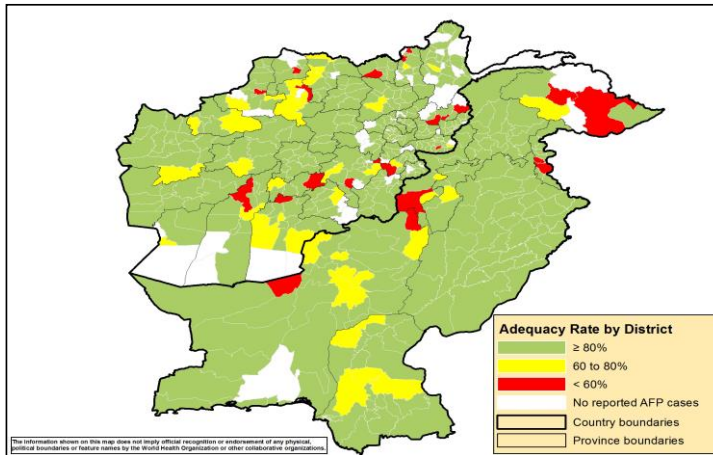 Adequacy Rate by District
≥ 80%
60 to 80%
< 60%
No reported AFP cases
Country boundaries
Province boundaries
The information shown on this map does not imply official recognition or endorsement of any physical,
political boundaries or feature names by the World Health Organization or other collaborative organizations.